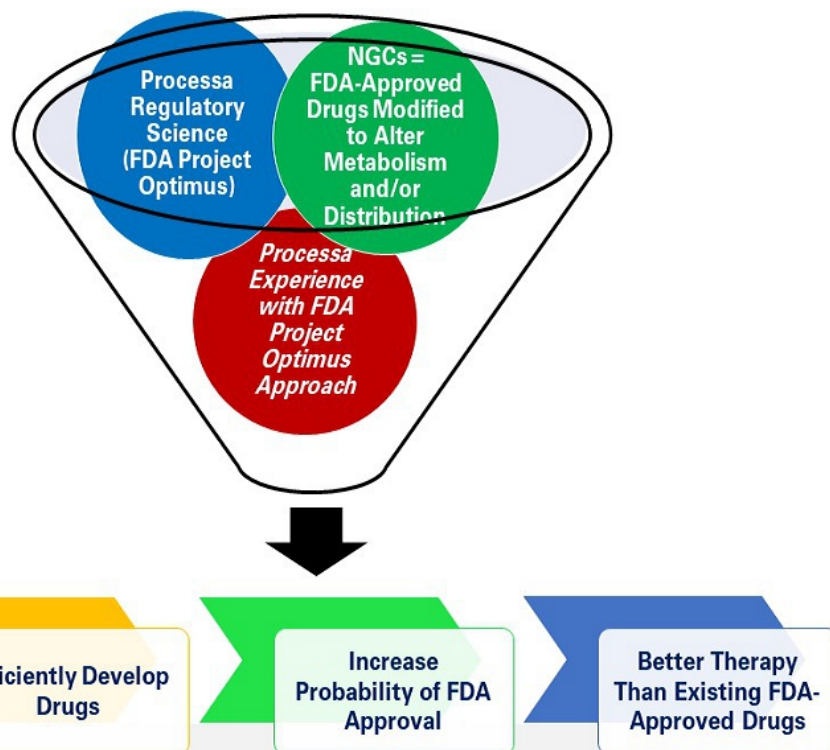 Processa
Regulatory
Science
(FDA Project
Optimus)
NGCs =
FDA-Approved
Drugs Modified
to Alter
Metabolism
and/or
Distribution
Processa
Experience
with FDA
Project
Optimus
Approach
Develop
Drugs
Increase
Probability of FDA
Approval
Better Therapy
Than Existing FDA-
Approved Drugs